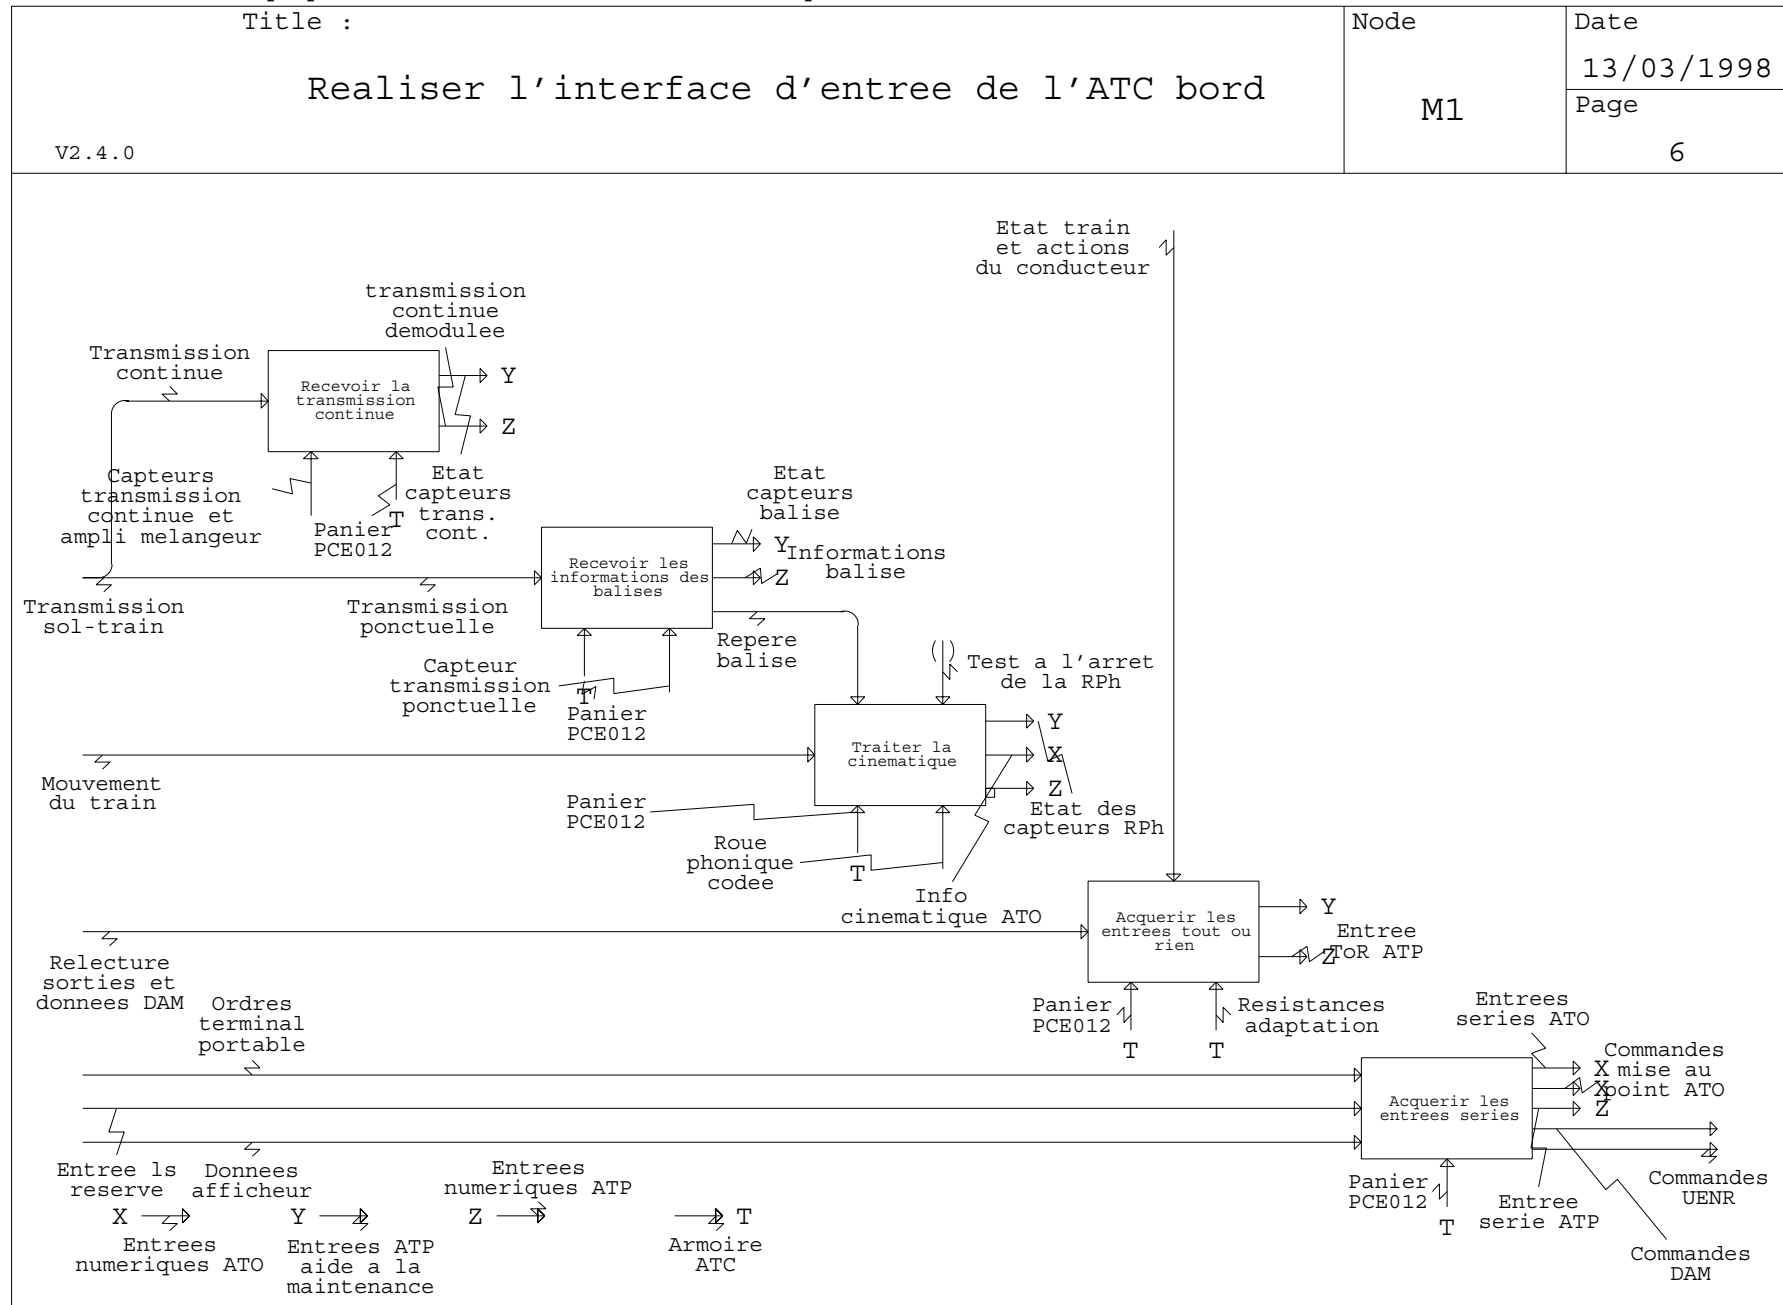 Title :
Node
Date
13/03/1998
Realiser l'interface d'entree de l'ATC bord
M1
Page
6
V2.4.0
Etat train
et actions
du conducteur
transmission
continue
demodulee
Transmission
continue
Recevoir la
transmission
continue
Y
Z
Capteurs
transmission
continue et
ampli melangeur
Panier
PCE012
T
Etat
capteurs
trans.
cont.
Etat
capteurs
balise
Recevoir les
informations des
balises
Y
Z
Informations
balise
Transmission
sol-train
Transmission
ponctuelle
Repere
balise
Capteur
transmission
ponctuelle
T
Panier
PCE012
()
Test a l'arret
de la RPh
Traiter la
cinematique
Y
X
Z
Mouvement
du train
Panier
PCE012
Etat des
capteurs RPh
Roue
phonique
codee
T
Info
cinematique ATO
Acquerir les
entrees tout ou
rien
Y
Z
Entree
ToR ATP
Relecture
sorties et
donnees DAM
Panier
PCE012
T
Resistances
adaptation
T
Ordres
terminal
portable
Entrees
series ATO
Acquerir les
entrees series
X
X
Z
Commandes
mise au
point ATO
Entree ls
reserve
Donnees
afficheur
Entrees
numeriques ATP
Panier
PCE012
T
Entree
serie ATP
Commandes
UENR
Commandes
DAM
X
Entrees
numeriques ATO
Y
Entrees ATP
aide a la
maintenance
Z
T
Armoire
ATC